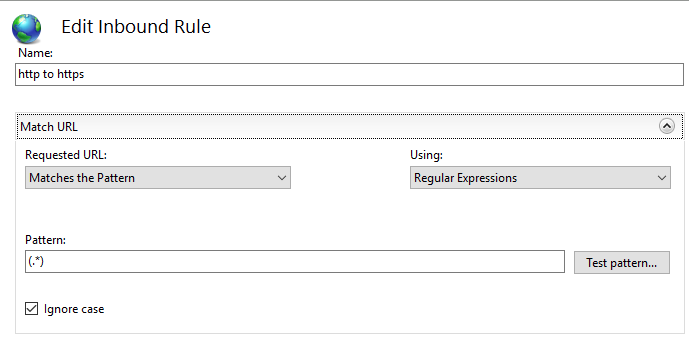 Edit Inbound Rule
Name:
http to https
Match URL
Requested URL: Using:
Matches the Pattern Regular Expressions
Pattern:
(.*) Test pattern...
Ignore case